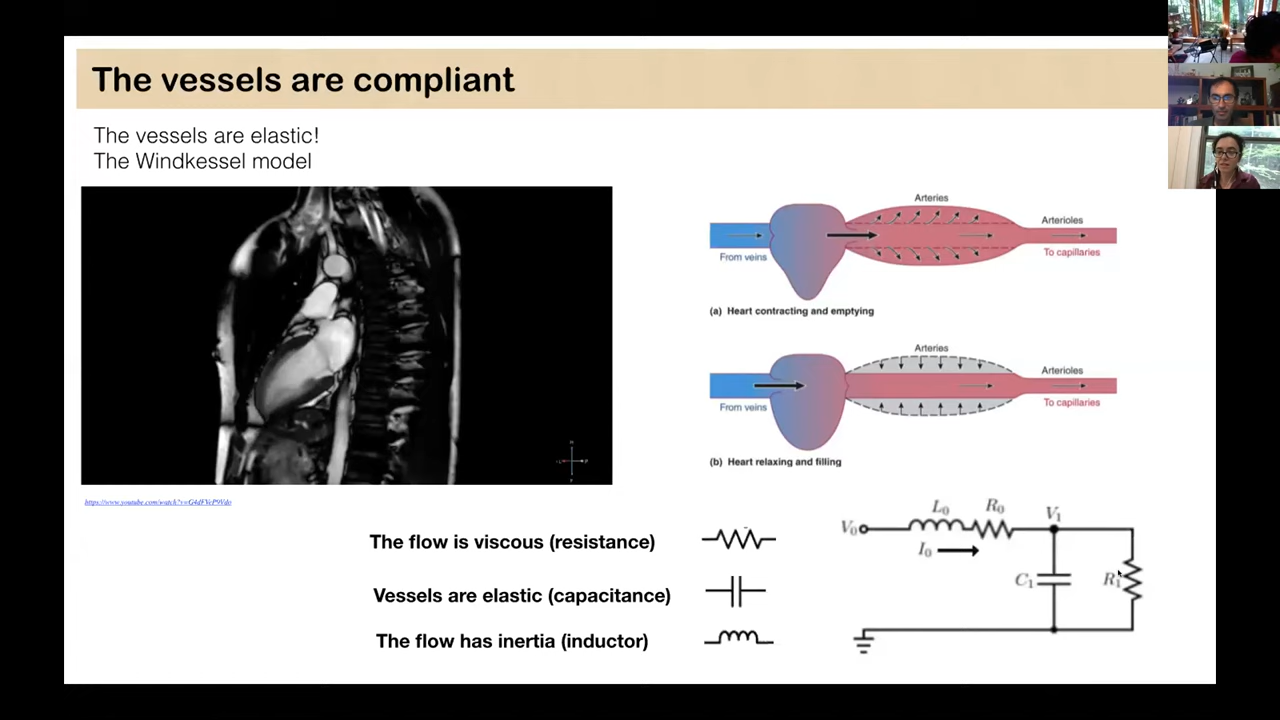 The vessels are compliant
The vessels are elastic!
The Windkessel model
Arteries
Arterioles
From veins
To capillaries
(a) Heart contracting and emptying
Arteries
Arterioles
From veins
To capillaries
(b) Heart relaxing and filling
The flow is viscous (resistance)
Vessels are elastic (capacitance)
The flow has inertia (inductor)
V₀
L₀
R₀
V₁
I₀
C₁
R₁